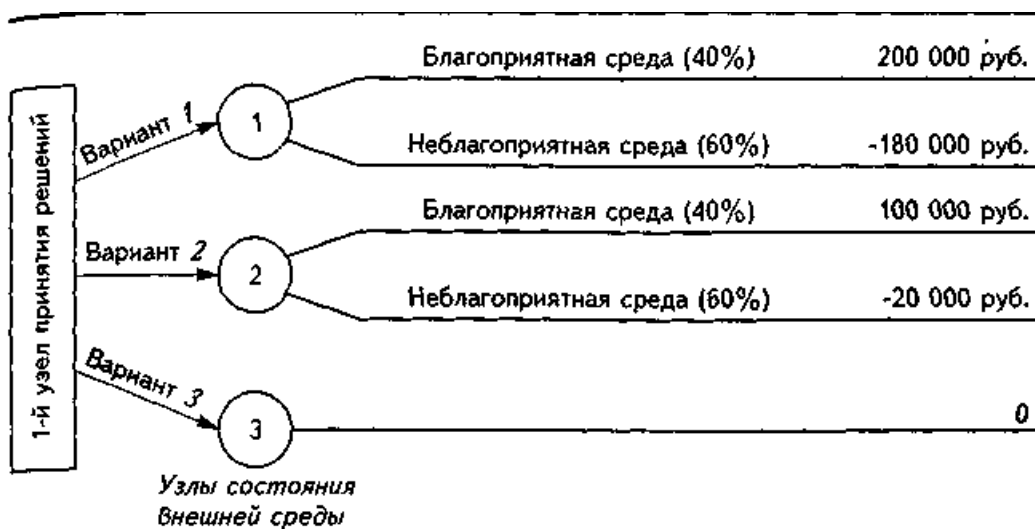 Благоприятная среда (40%) 200 000 руб.
1-й узел принятия решений
Вариант 1
1
Неблагоприятная среда (60%) -180 000 руб.
Благоприятная среда (40%) 100 000 руб.
Вариант 2
2
Неблагоприятная среда (60%) -20 000 руб.
Вариант 3
3
0
Узлы состояния
внешней среды